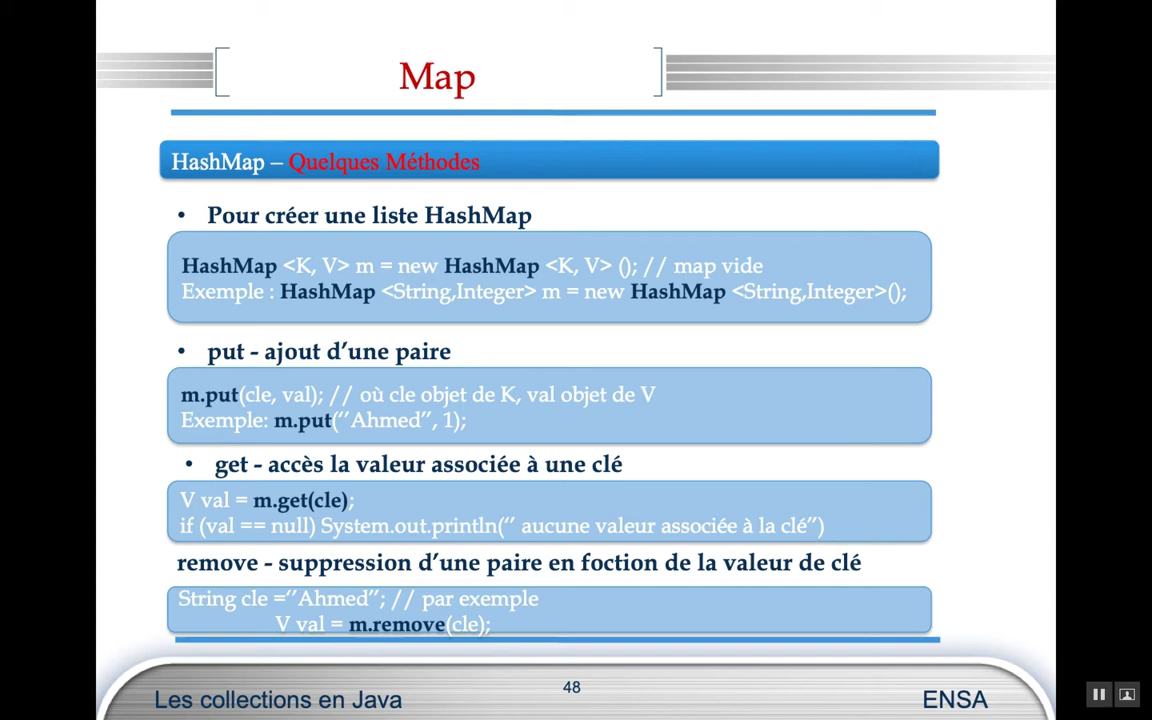 Map
HashMap – Quelques Méthodes
• Pour créer une liste HashMap
HashMap <K, V> m = new HashMap <K, V> (); // map vide
Exemple : HashMap <String,Integer> m = new HashMap <String,Integer>();
• put - ajout d’une paire
m.put(cle, val); // où cle objet de K, val objet de V
Exemple: m.put(‘’Ahmed’’, 1);
• get - accès la valeur associée à une clé
V val = m.get(cle);
if (val == null) System.out.println(‘’ aucune valeur associée à la clé’’)
remove - suppression d’une paire en foction de la valeur de clé
String cle =‘’Ahmed’’; // par exemple
V val = m.remove(cle);
Les collections en Java
48
ENSA